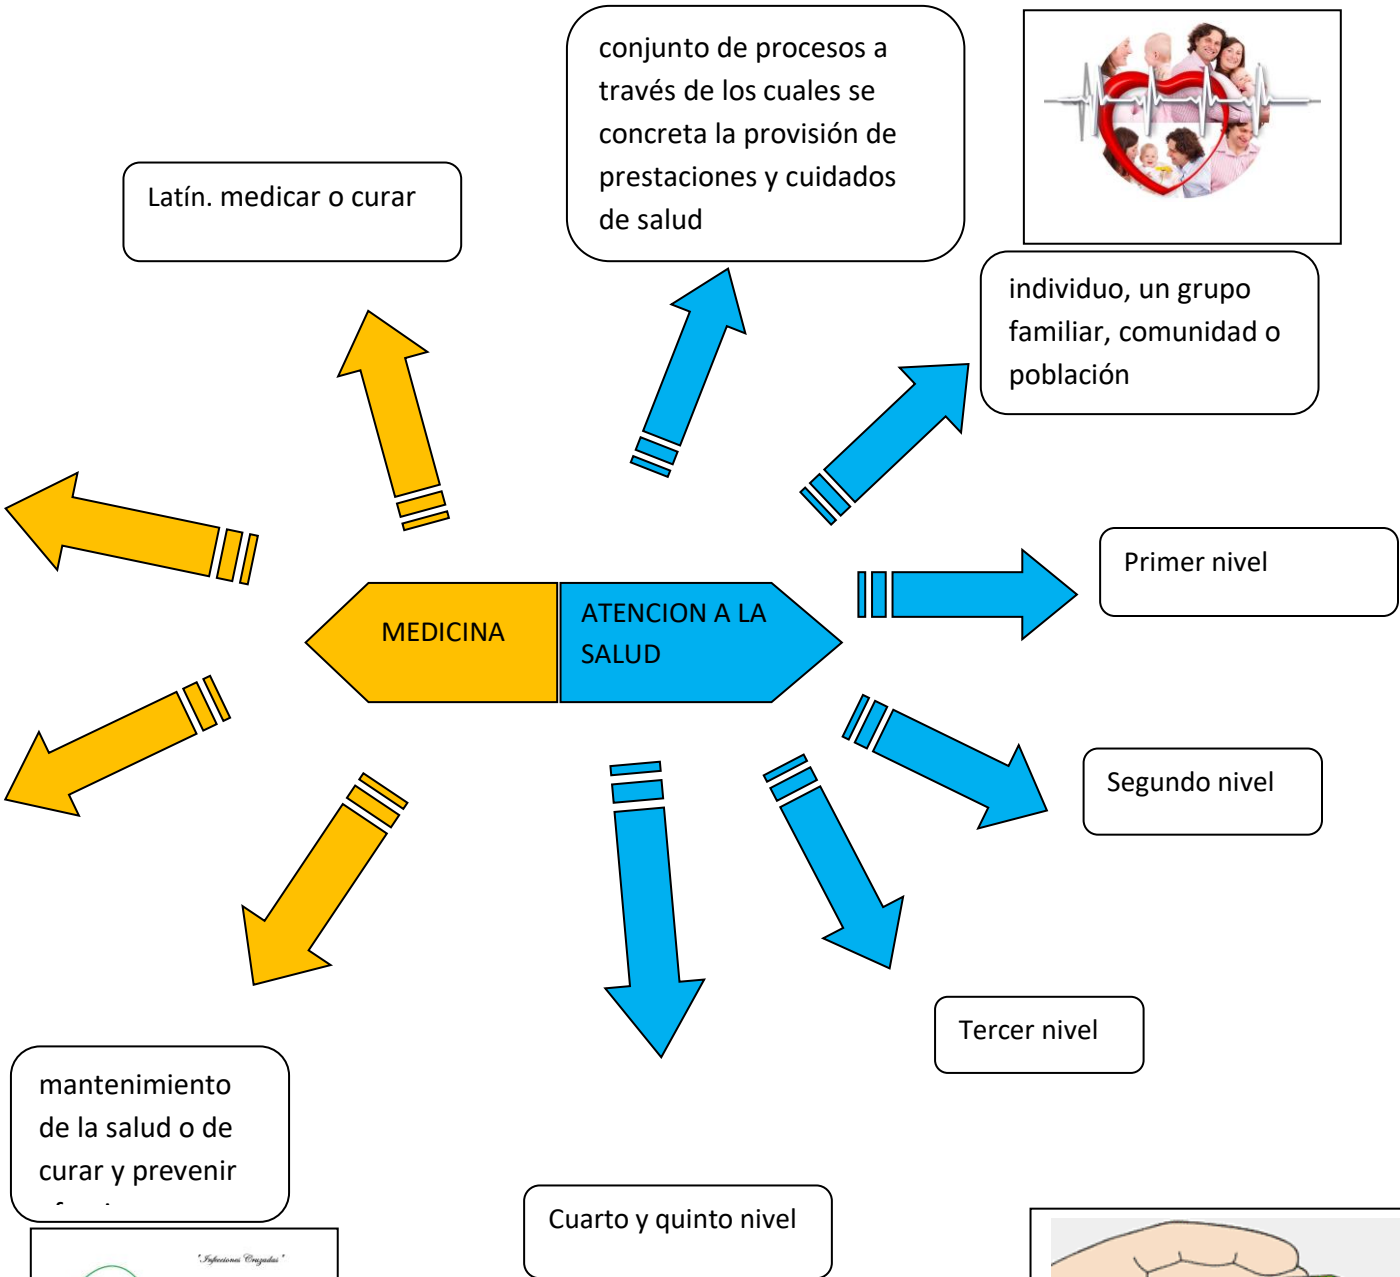 conjunto de procesos a
través de los cuales se
concreta la provisión de
prestaciones y cuidados
de salud
Latín. medicar o curar
individuo, un grupo
familiar, comunidad o
población
Primer nivel
MEDICINA
ATENCION A LA
SALUD
Segundo nivel
Tercer nivel
mantenimiento
de la salud o de
curar y prevenir
Cuarto y quinto nivel
"Infecciones Cruzadas"